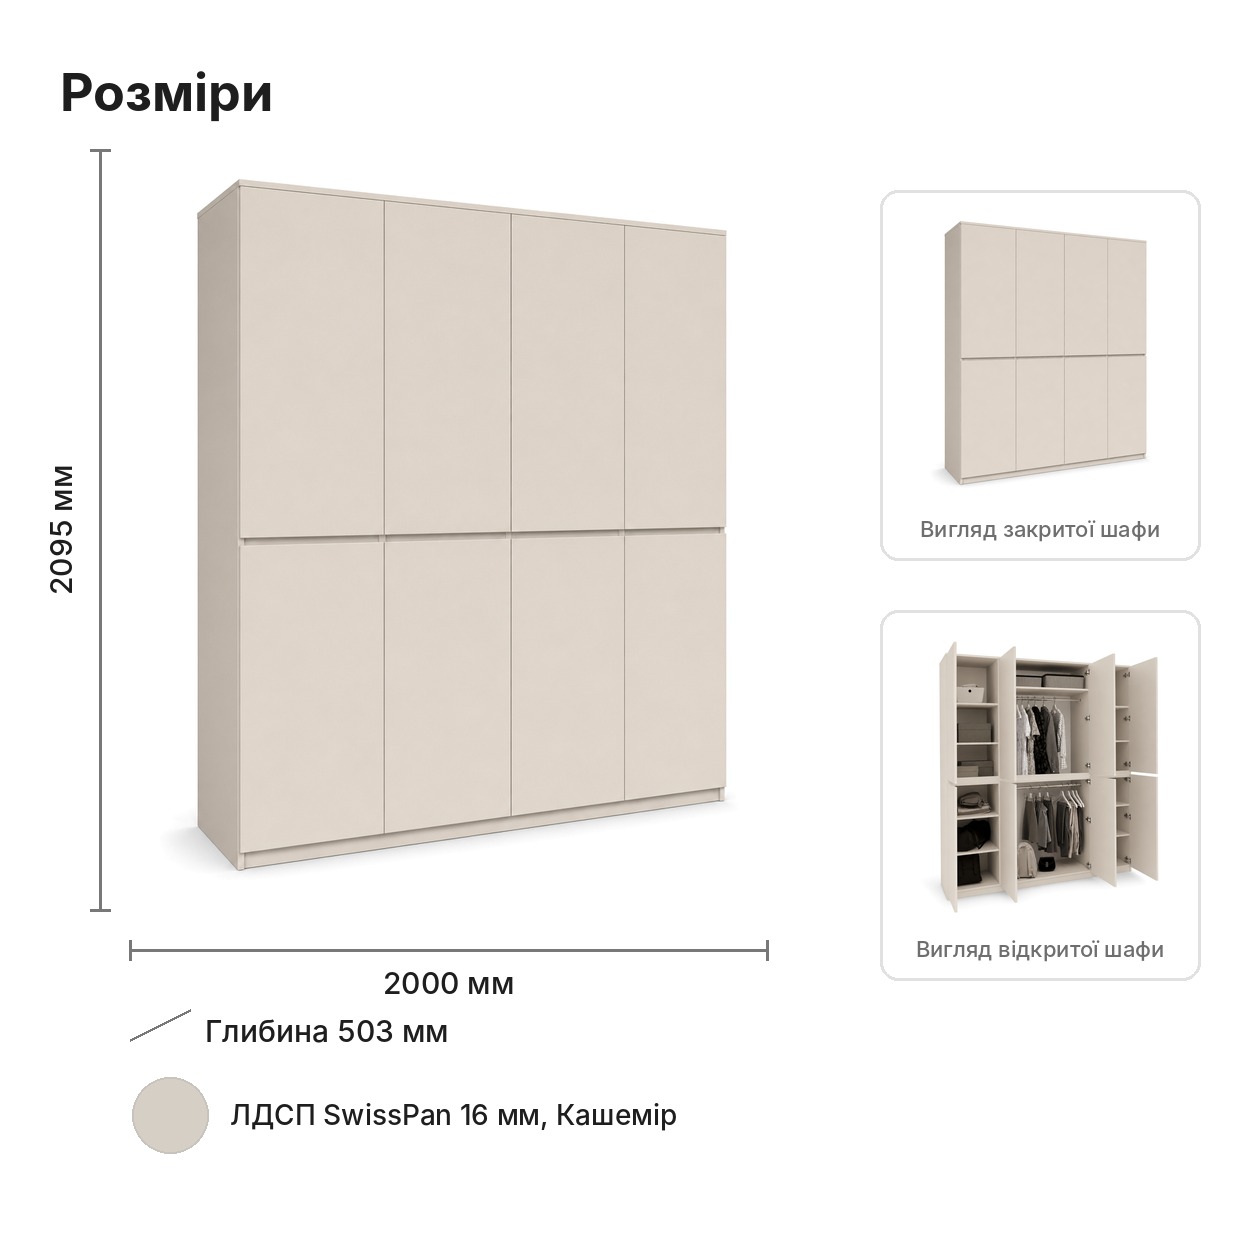 Розміри
2095 мм
2000 мм
Глибина 503 мм
ЛДСП SwissPan 16 мм, Кашемір
Вигляд закритої шафи
Вигляд відкритої шафи